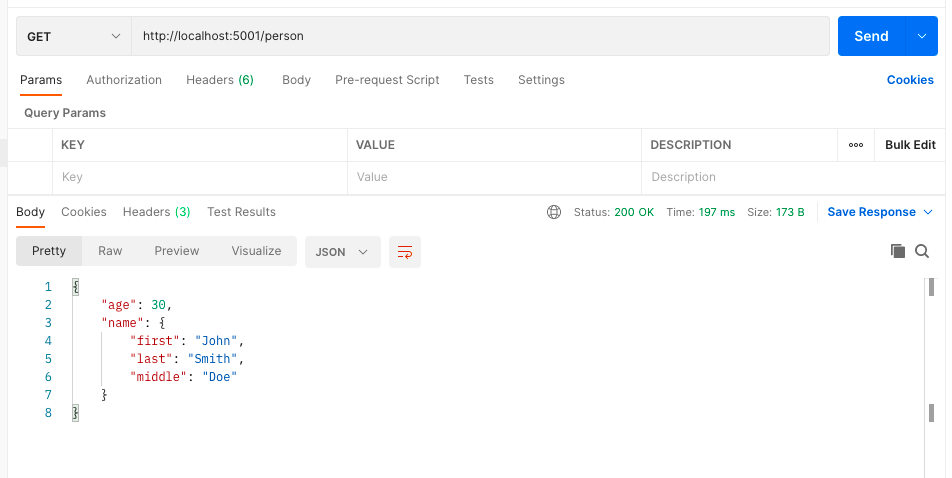 GET http://localhost:5001/person Send
Params Authorization Headers (6) Body Pre-request Script Tests Settings Cookies
Query Params
KEY VALUE DESCRIPTION ooo Bulk Edit
Key Value Description
Body Cookies Headers (3) Test Results Status: 200 OK Time: 197 ms Size: 173 B Save Response
Pretty Raw Preview Visualize JSON
1 {
2 "age": 30,
3 "name": {
4 "first": "John",
5 "last": "Smith",
6 "middle": "Doe"
7 }
8 }